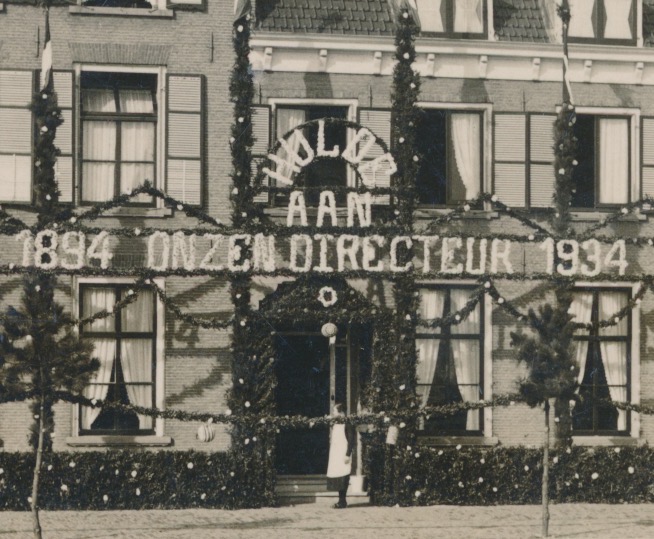 HULDE
AAN
1894 ONZEN DIRECTEUR 1934